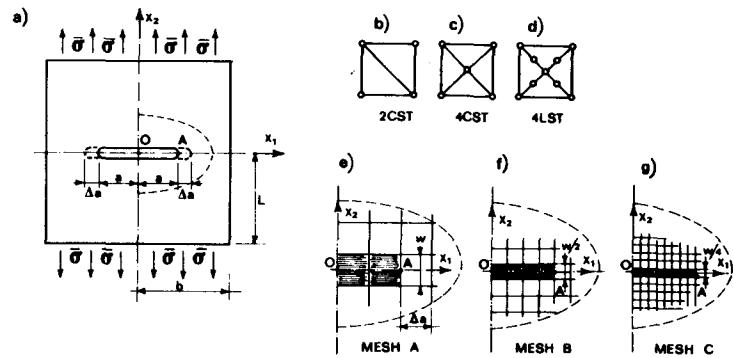 a)
x₂
σ̄ σ̄ σ̄ σ̄
O A x₁
Δa a a Δa
L
σ̄ σ̄ σ̄ σ̄
b
b) c) d)
2CST 4CST 4LST
e) f) g)
x₂ w O A x₁ Δa
x₂ w/2 O A x₁
x₂ w/4 O A x₁
MESH A MESH B MESH C